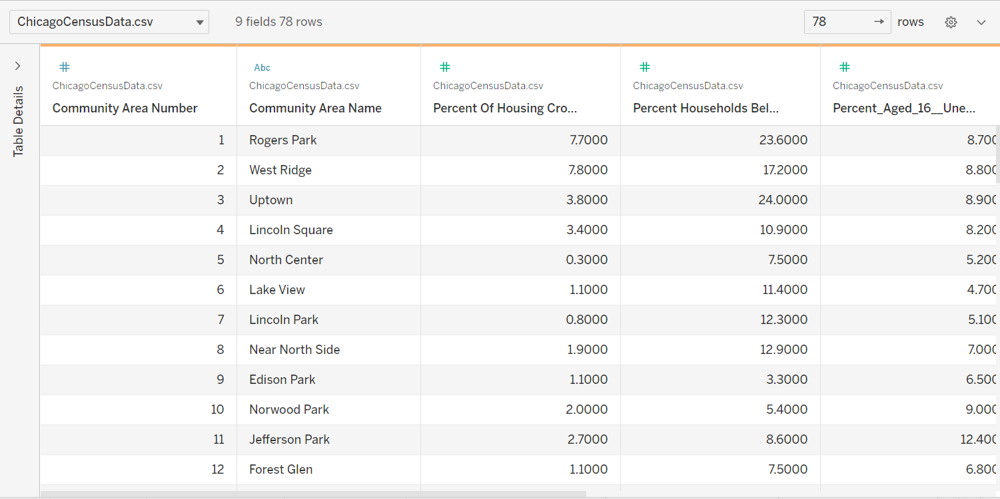 ChicagoCensusData.csv 9 fields 78 rows 78 → rows
Table Details
# Abc # # #
ChicagoCensusData.csv ChicagoCensusData.csv ChicagoCensusData.csv ChicagoCensusData.csv ChicagoCensusData.csv
Community Area Number Community Area Name Percent Of Housing Cro... Percent Households Bel... Percent_Aged_16__Une...
1 Rogers Park 7.7000 23.6000 8.700
2 West Ridge 7.8000 17.2000 8.800
3 Uptown 3.8000 24.0000 8.900
4 Lincoln Square 3.4000 10.9000 8.200
5 North Center 0.3000 7.5000 5.200
6 Lake View 1.1000 11.4000 4.700
7 Lincoln Park 0.8000 12.3000 5.100
8 Near North Side 1.9000 12.9000 7.000
9 Edison Park 1.1000 3.3000 6.500
10 Norwood Park 2.0000 5.4000 9.000
11 Jefferson Park 2.7000 8.6000 12.400
12 Forest Glen 1.1000 7.5000 6.800